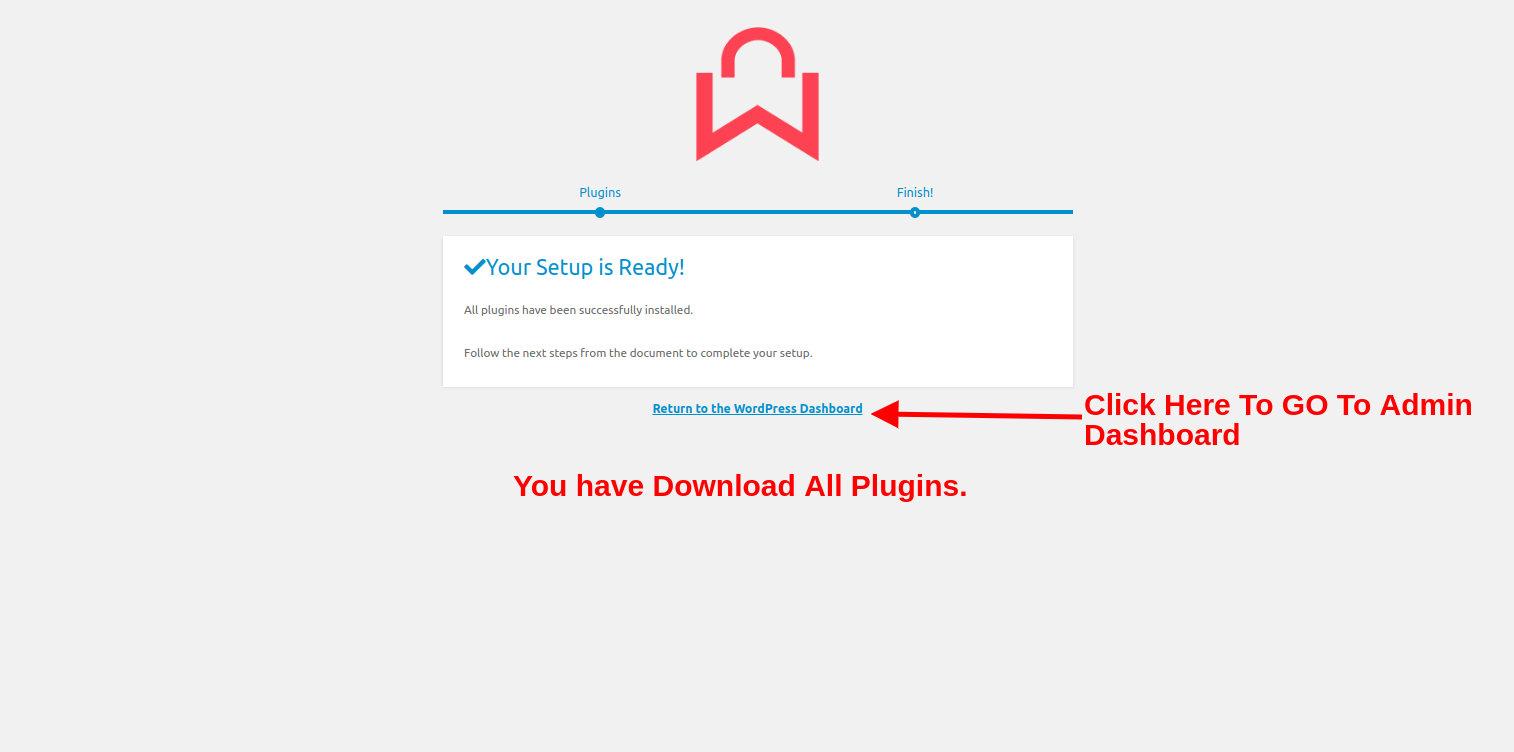 Plugins
Finish!
Your Setup is Ready!
All plugins have been successfully installed.
Follow the next steps from the document to complete your setup.
Return to the WordPress Dashboard
Click Here To GO To Admin
Dashboard
You have Download All Plugins.